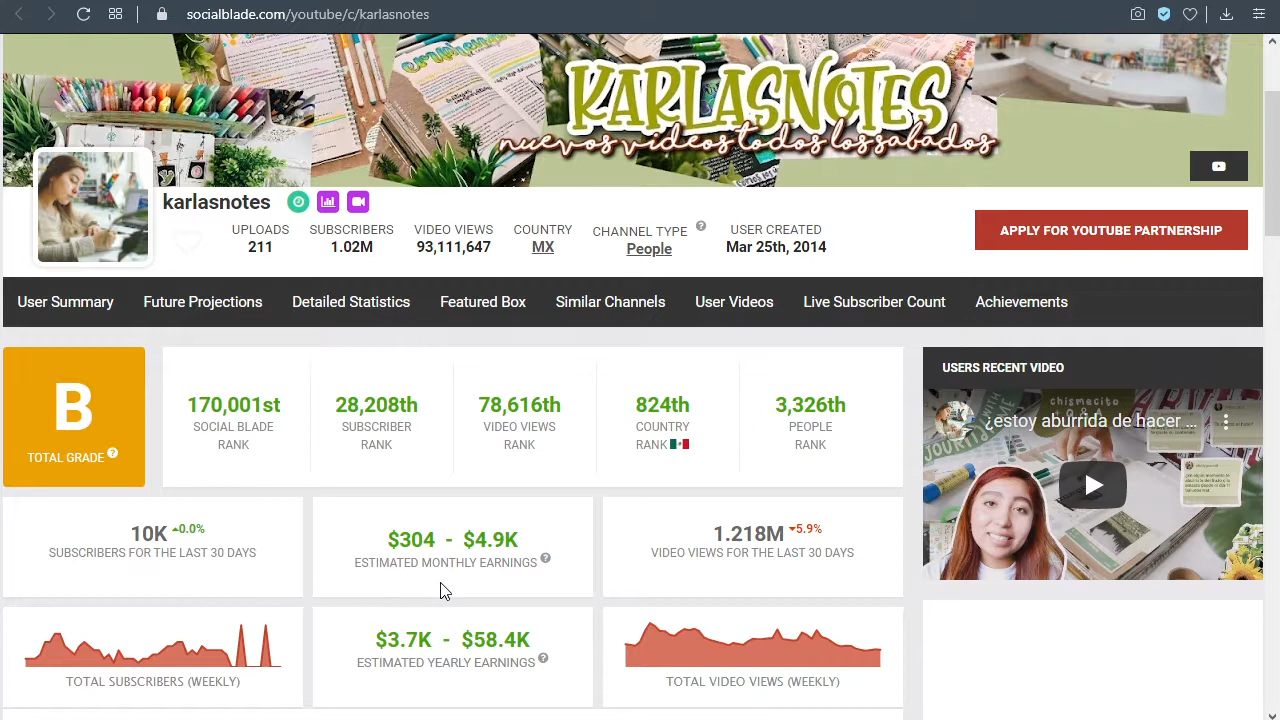 socialblade.com/youtube/c/karlasnotes
KARLASNOTES
nuevos videos todos los sabados
karlasnotes
UPLOADS
211
SUBSCRIBERS
1.02M
VIDEO VIEWS
93,111,647
COUNTRY
MX
CHANNEL TYPE
People
USER CREATED
Mar 25th, 2014
APPLY FOR YOUTUBE PARTNERSHIP
User Summary Future Projections Detailed Statistics Featured Box Similar Channels User Videos Live Subscriber Count Achievements
B
TOTAL GRADE
170,001st
SOCIAL BLADE
RANK
28,208th
SUBSCRIBER
RANK
78,616th
VIDEO VIEWS
RANK
824th
COUNTRY
RANK
3,326th
PEOPLE
RANK
USERS RECENT VIDEO
chismecito
¿estoy aburrida de hacer ...
10K 0.0%
SUBSCRIBERS FOR THE LAST 30 DAYS
$304 - $4.9K
ESTIMATED MONTHLY EARNINGS
1.218M 5.9%
VIDEO VIEWS FOR THE LAST 30 DAYS
TOTAL SUBSCRIBERS (WEEKLY)
$3.7K - $58.4K
ESTIMATED YEARLY EARNINGS
TOTAL VIDEO VIEWS (WEEKLY)